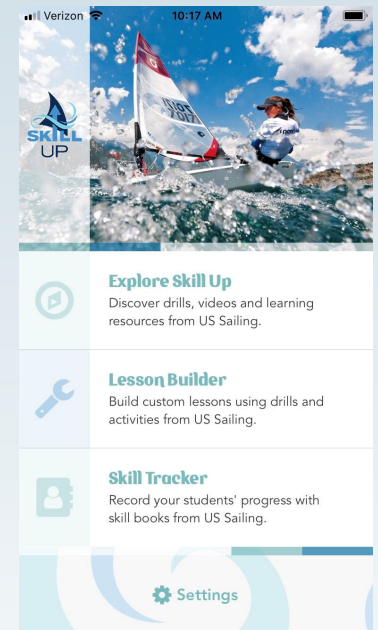 Verizon 10:17 AM
SKILL
UP
Explore Skill Up
Discover drills, videos and learning
resources from US Sailing.
Lesson Builder
Build custom lessons using drills and
activities from US Sailing.
Skill Tracker
Record your students' progress with
skill books from US Sailing.
Settings